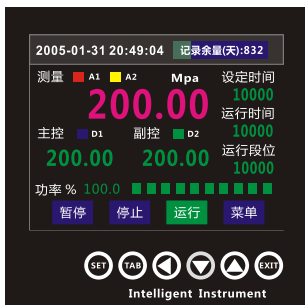 2005-01-31 20:49:04 记录余量(天):832
测量 A1 A2 Mpa 设定时间
200.00 10000
运行时间
主控 D1 副控 D2 10000
200.00 200.00 运行段位
10000
功率% 100.0
暂停 停止 运行 菜单
SET TAB EXIT
Intelligent Instrument